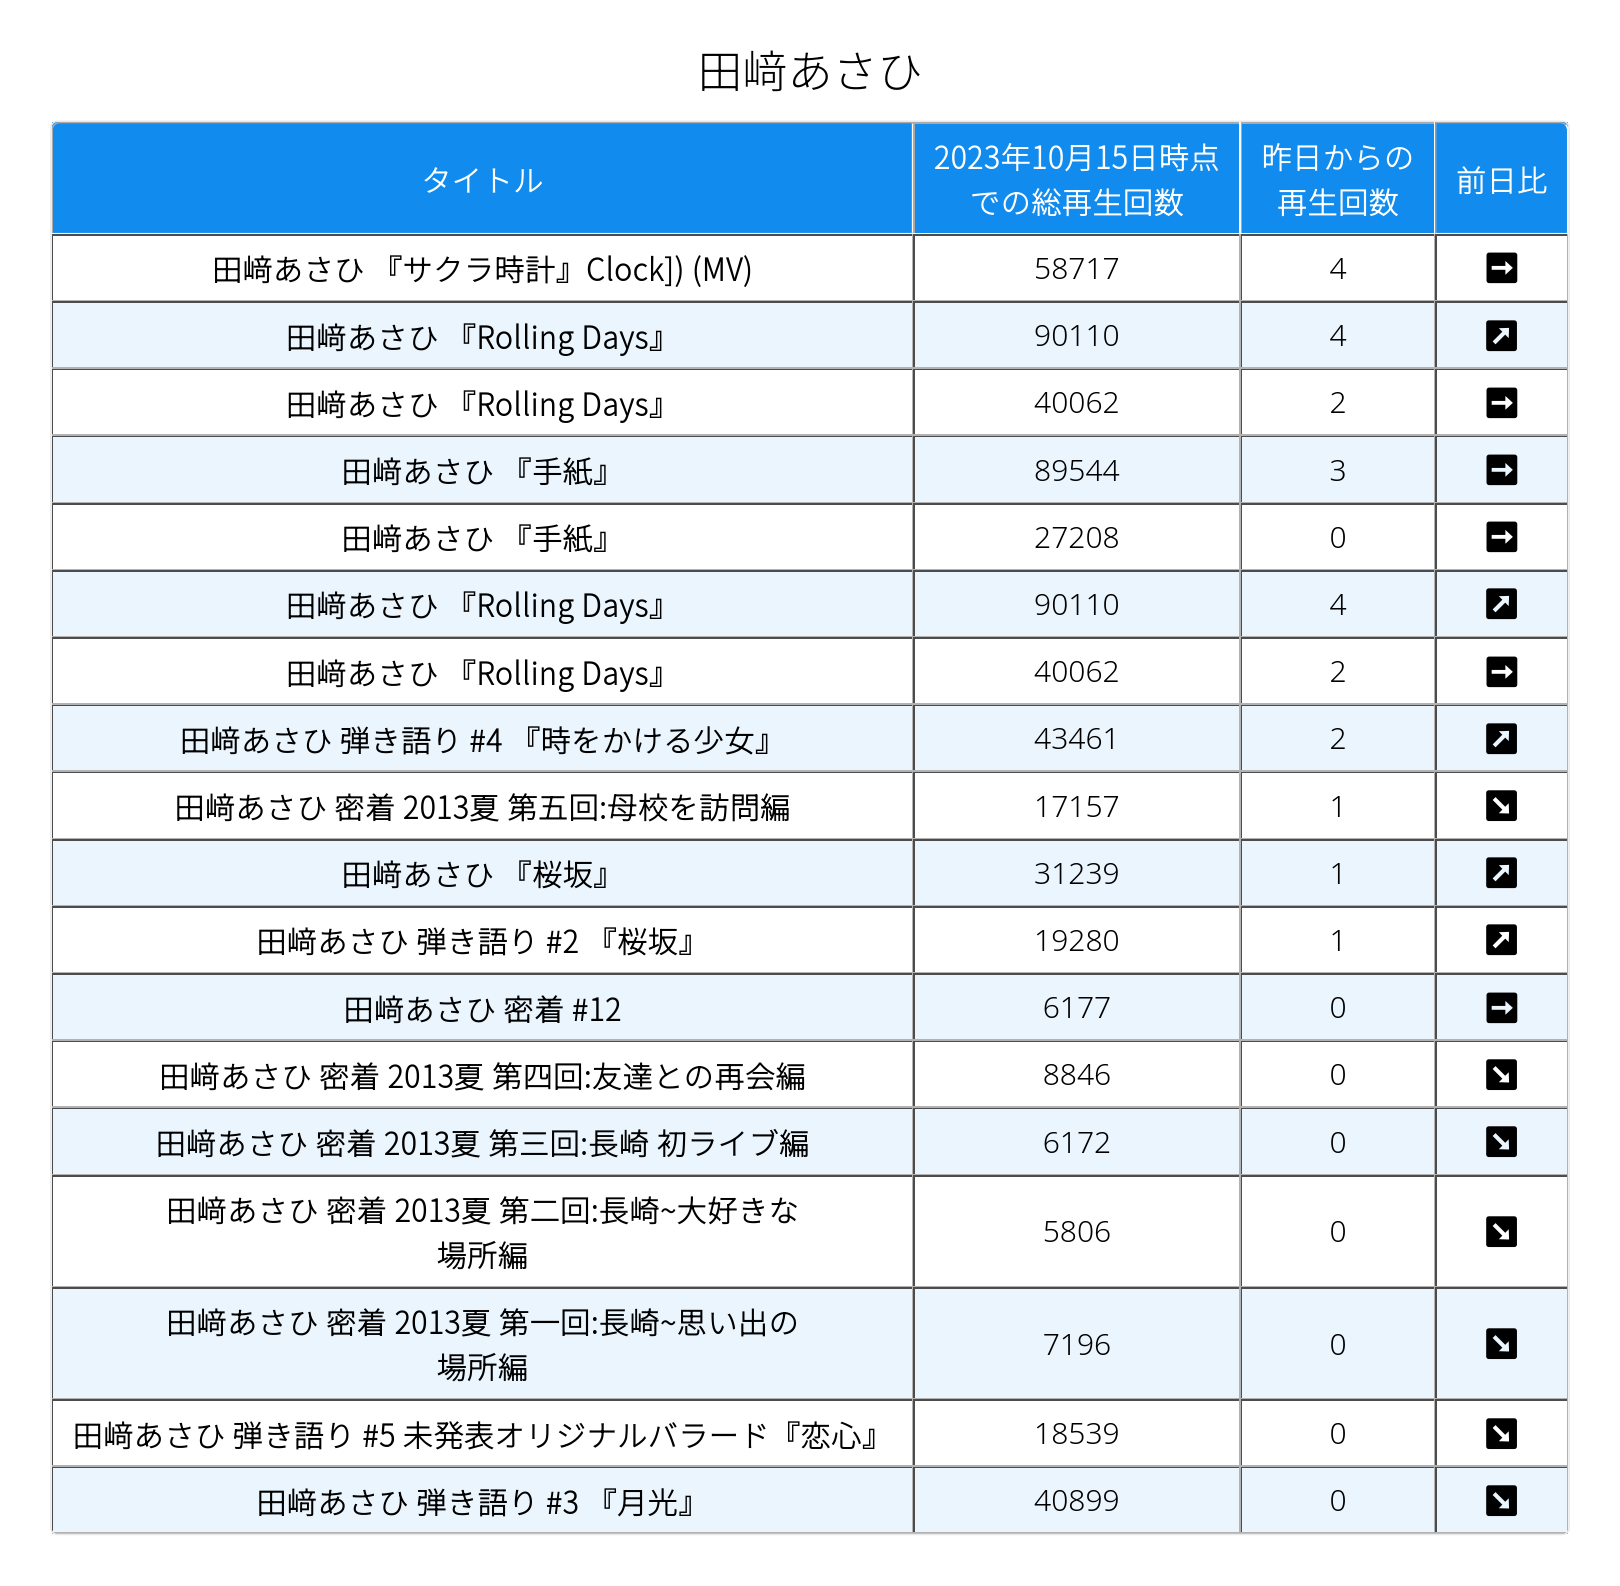 田﨑あさひ
タイトル 2023年10月15日時点 昨日からの 前日比
での総再生回数 再生回数
田﨑あさひ 『サクラ時計』Clock]) (MV) 58717 4 →
田﨑あさひ 『Rolling Days』 90110 4 ↗
田﨑あさひ 『Rolling Days』 40062 2 →
田﨑あさひ 『手紙』 89544 3 →
田﨑あさひ 『手紙』 27208 0 →
田﨑あさひ 『Rolling Days』 90110 4 ↗
田﨑あさひ 『Rolling Days』 40062 2 →
田﨑あさひ 弾き語り #4 『時をかける少女』 43461 2 ↗
田﨑あさひ 密着 2013夏 第五回:母校を訪問編 17157 1 ↘
田﨑あさひ 『桜坂』 31239 1 ↗
田﨑あさひ 弾き語り #2 『桜坂』 19280 1 ↗
田﨑あさひ 密着 #12 6177 0 →
田﨑あさひ 密着 2013夏 第四回:友達との再会編 8846 0 ↘
田﨑あさひ 密着 2013夏 第三回:長崎 初ライブ編 6172 0 ↘
田﨑あさひ 密着 2013夏 第二回:長崎~大好きな
場所編 5806 0 ↘
田﨑あさひ 密着 2013夏 第一回:長崎~思い出の
場所編 7196 0 ↘
田﨑あさひ 弾き語り #5 未発表オリジナルバラード『恋心』 18539 0 ↘
田﨑あさひ 弾き語り #3 『月光』 40899 0 ↘